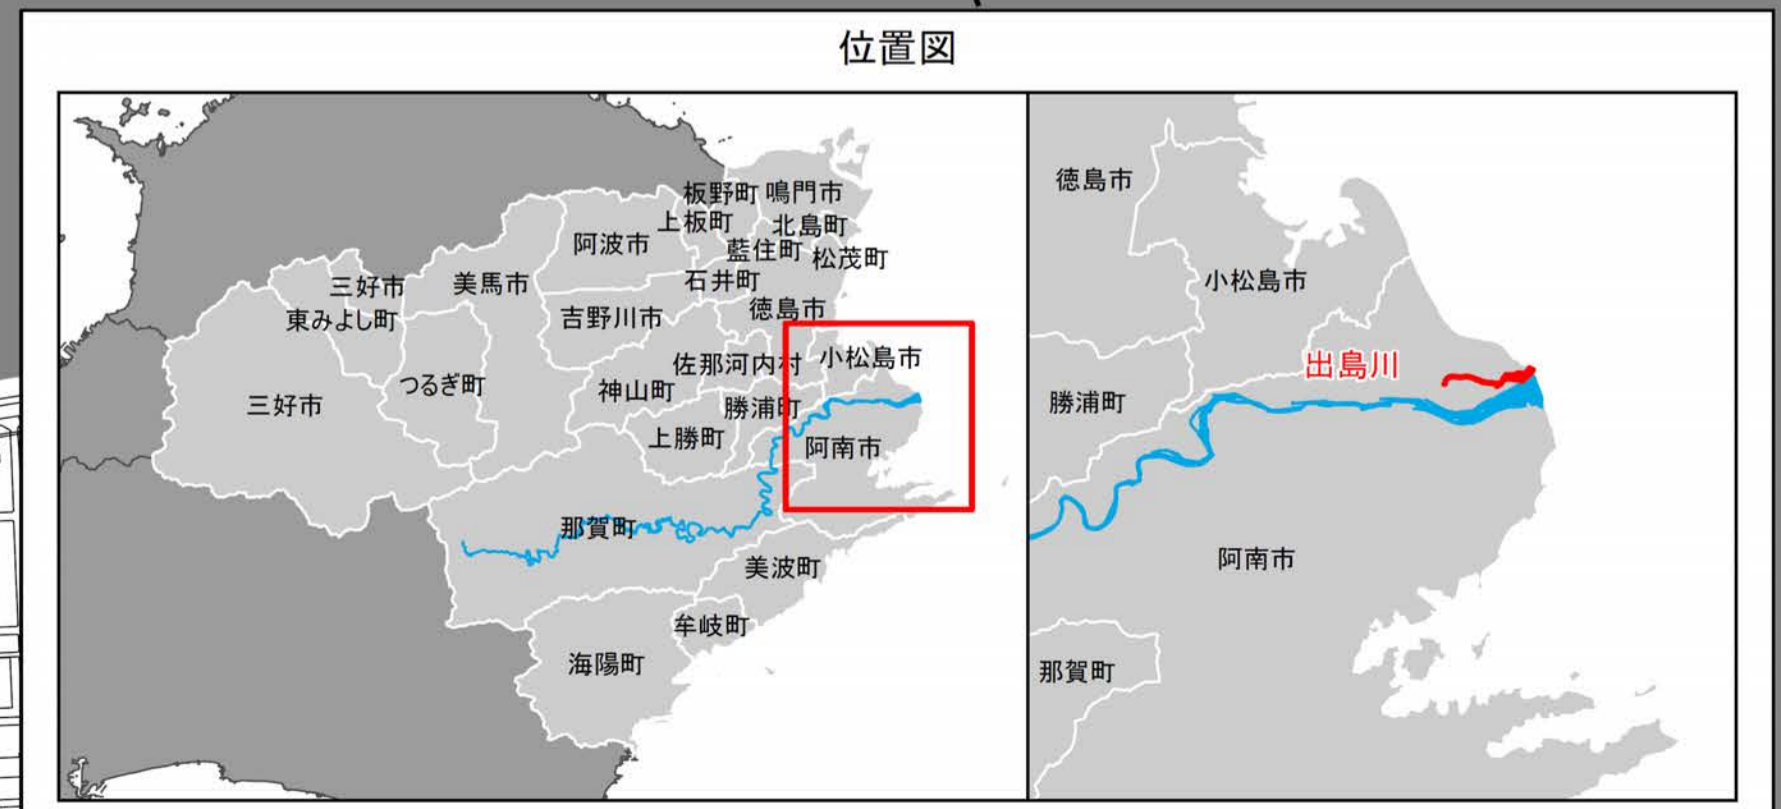 位置図
板野町
鳴門市
上板町
北島町
阿波市
藍住町
松茂町
石井町
三好市
美馬市
東みよし町
吉野川市
徳島市
佐那河内村
小松島市
つるぎ町
神山町
三好市
勝浦町
上勝町
阿南市
那賀町
美波町
牟岐町
海陽町
徳島市
小松島市
出島川
勝浦町
阿南市
那賀町